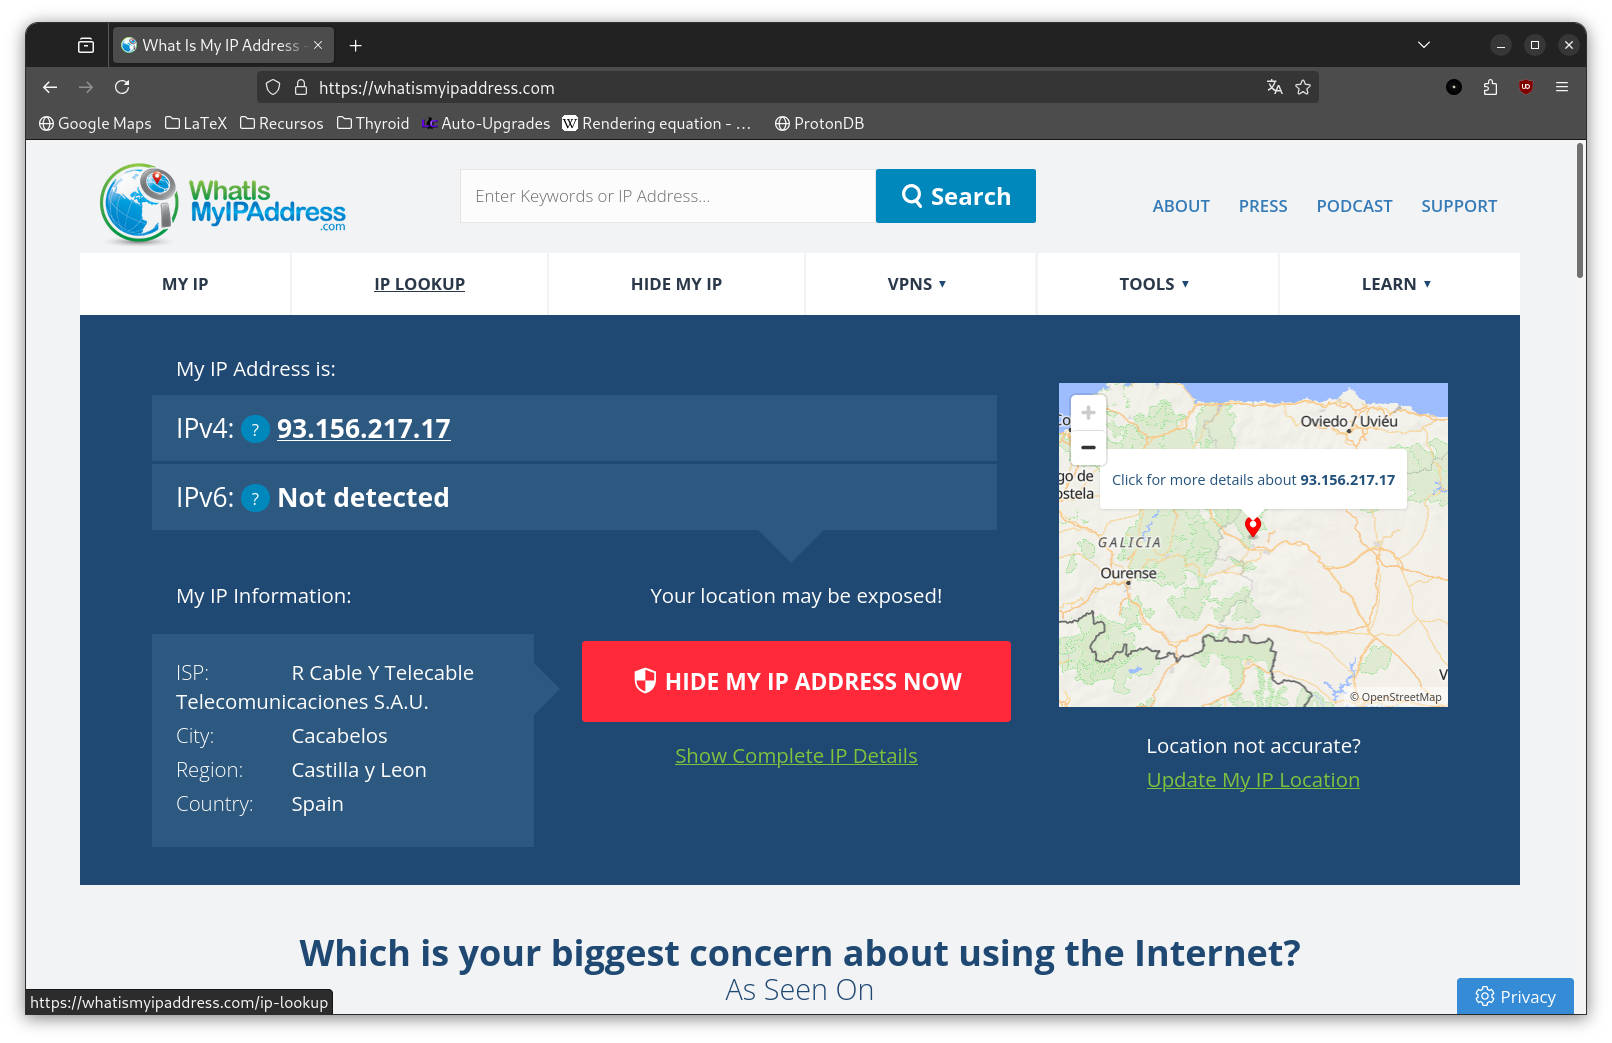 What Is My IP Address -
https://whatismyipaddress.com
Google Maps LaTeX Recursos Thyroid Auto-Upgrades Rendering equation - ... ProtonDB
WhatIs
MyIPAddress
.com
Enter Keywords or IP Address...
Search
ABOUT PRESS PODCAST SUPPORT
MY IP IP LOOKUP HIDE MY IP VPNS ▼ TOOLS ▼ LEARN ▼
My IP Address is:
IPv4: ? 93.156.217.17
IPv6: ? Not detected
My IP Information:
ISP: R Cable Y Telecable
Telecomunicaciones S.A.U.
City: Cacabelos
Region: Castilla y Leon
Country: Spain
Your location may be exposed!
HIDE MY IP ADDRESS NOW
Show Complete IP Details
+
−
Oviedo / Uviéu
Co
go de
ostela
Click for more details about 93.156.217.17
GALICIA
Ourense
V
© OpenStreetMap
Location not accurate?
Update My IP Location
Which is your biggest concern about using the Internet?
As Seen On
https://whatismyipaddress.com/ip-lookup
Privacy